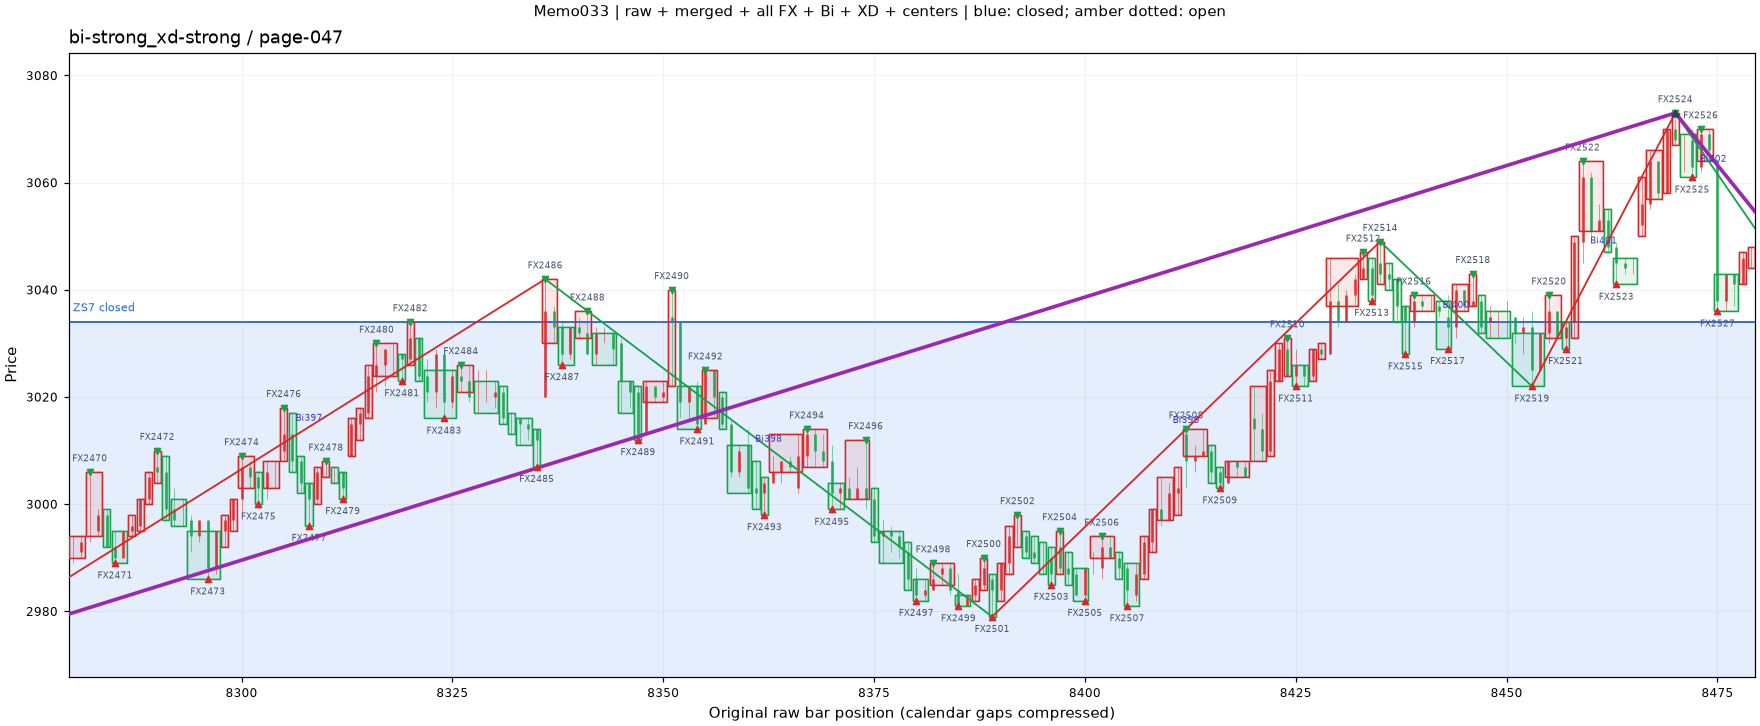 Memo033 | raw + merged + all FX + Bi + XD + centers | blue: closed; amber dotted: open
bi-strong_xd-strong / page-047
Price
3080
3060
3040
3020
3000
2980
ZS7 closed
FX2470
FX2471
FX2472
FX2473
FX2474
FX2475
FX2476
Bi397
FX2477
FX2478
FX2479
FX2480
FX2481
FX2482
FX2483
FX2484
FX2485
FX2486
FX2487
FX2488
FX2489
FX2490
FX2491
FX2492
Bi398
FX2493
FX2494
FX2495
FX2496
FX2497
FX2498
FX2499
FX2500
FX2501
FX2502
FX2503
FX2504
FX2505
FX2506
FX2507
FX2508
Bi399
FX2509
FX2510
FX2511
FX2512
FX2513
FX2514
FX2515
FX2516
FX2517
Bi400
FX2518
FX2519
FX2520
FX2521
FX2522
Bi401
FX2523
FX2524
FX2525
FX2526
Bi402
FX2527
8300
8325
8350
8375
8400
8425
8450
8475
Original raw bar position (calendar gaps compressed)